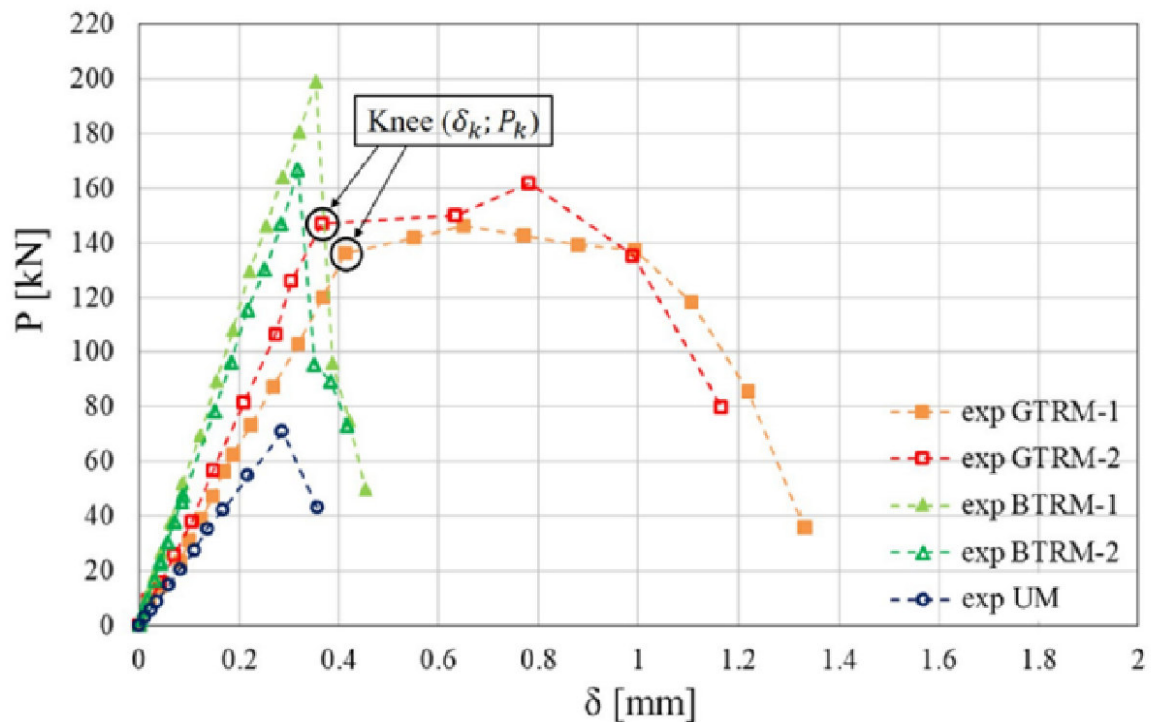 220
200
180
160
140
120
100
80
60
40
20
0
P [kN]
Knee (δₖ; Pₖ)
exp GTRM-1
exp GTRM-2
exp BTRM-1
exp BTRM-2
exp UM
0 0.2 0.4 0.6 0.8 1 1.2 1.4 1.6 1.8 2
δ [mm]